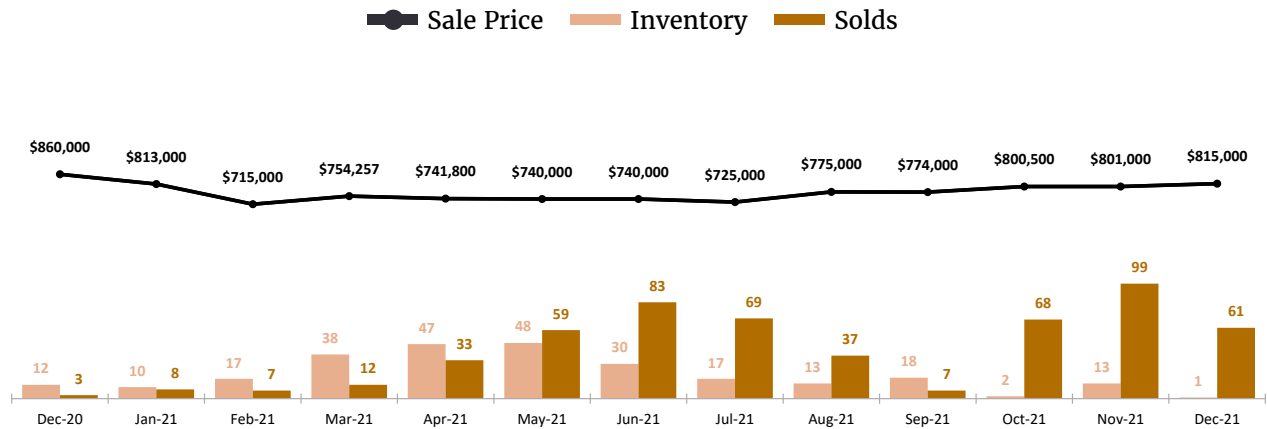 Sale Price Inventory Solds
$860,000 $813,000 $715,000 $754,257 $741,800 $740,000 $740,000 $725,000 $775,000 $774,000 $800,500 $801,000 $815,000
12 3 10 8 17 7 38 12 47 33 48 59 30 83 17 69 13 37 18 7 2 68 13 99 1 61
Dec-20 Jan-21 Feb-21 Mar-21 Apr-21 May-21 Jun-21 Jul-21 Aug-21 Sep-21 Oct-21 Nov-21 Dec-21